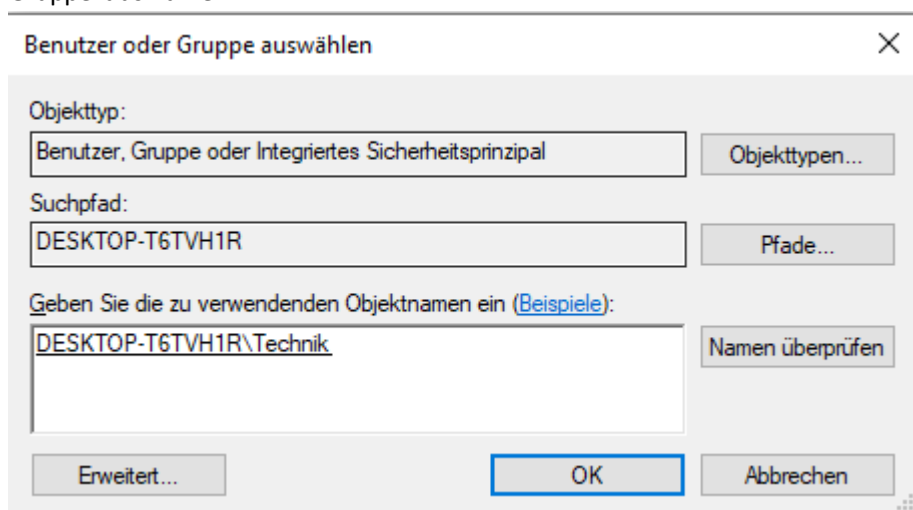 Benutzer oder Gruppe auswählen
Objekttyp:
Benutzer, Gruppe oder Integriertes Sicherheitsprinzipal
Objekttypen...
Suchpfad:
DESKTOP-T6TVH1R
Pfade...
Geben Sie die zu verwendenden Objektnamen ein (Beispiele):
DESKTOP-T6TVH1R\Technik
Namen überprüfen
Erweitert...
OK
Abbrechen